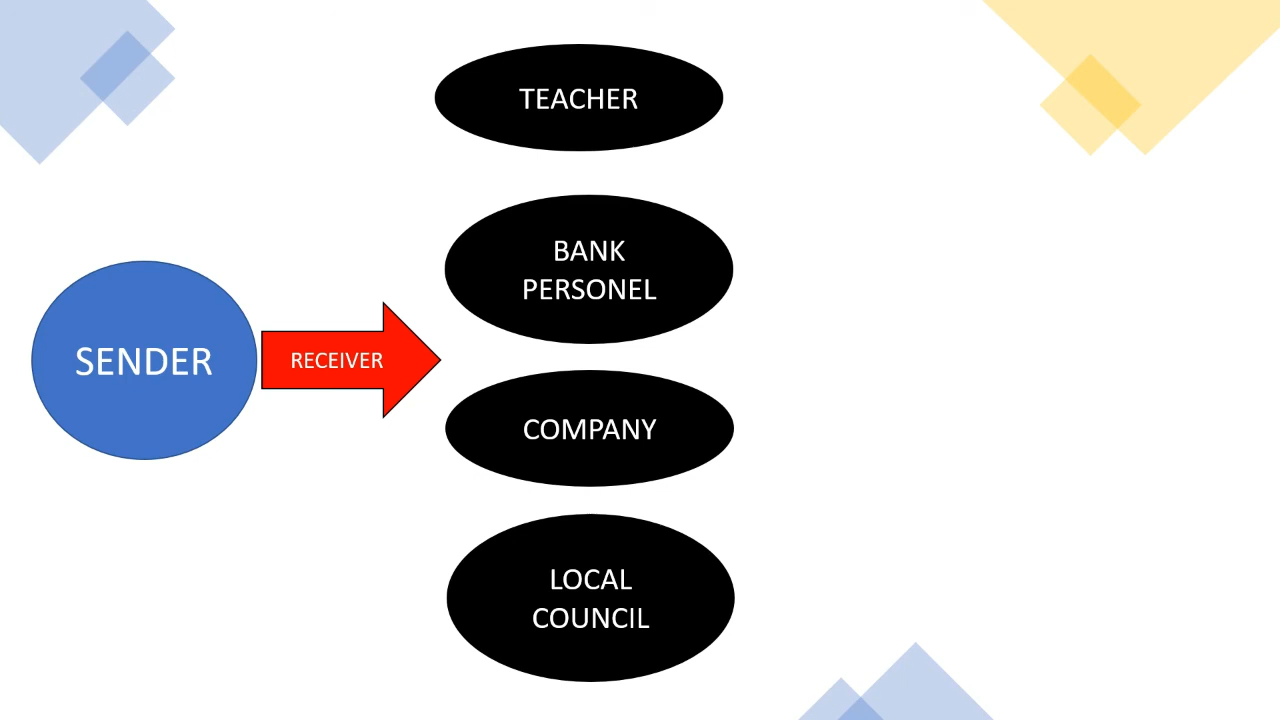 TEACHER
BANK
PERSONEL
SENDER
RECEIVER
COMPANY
LOCAL
COUNCIL